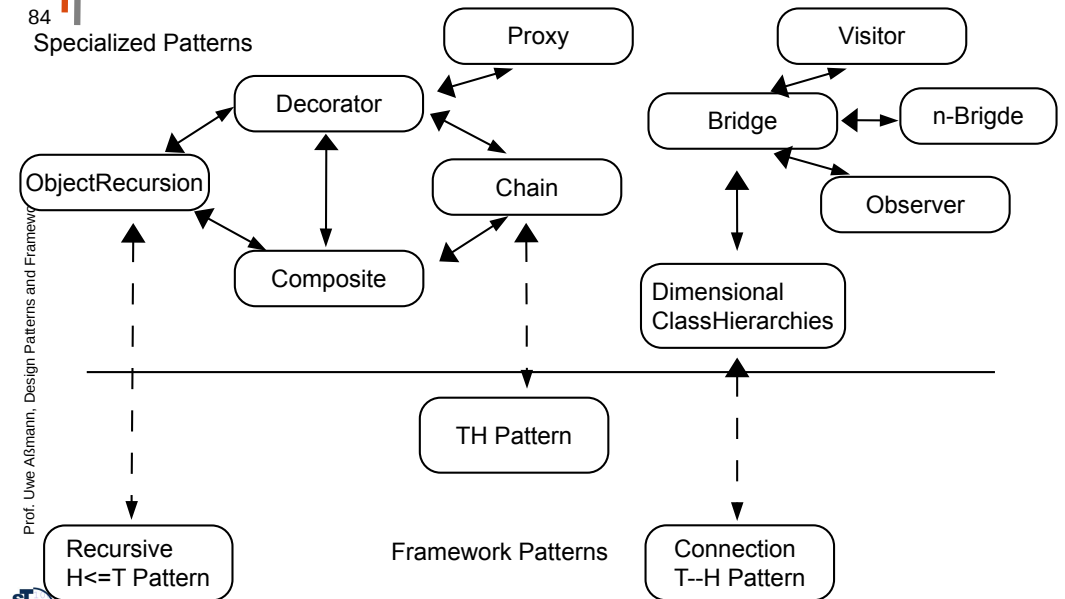 84
Specialized Patterns
Proxy
Visitor
Decorator
Bridge
n-Brigde
ObjectRecursion
Chain
Observer
Composite
Dimensional
ClassHierarchies
TH Pattern
Recursive
H<=T Pattern
Framework Patterns
Connection
T--H Pattern
Prof. Uwe Aßmann, Design Patterns and Framewo